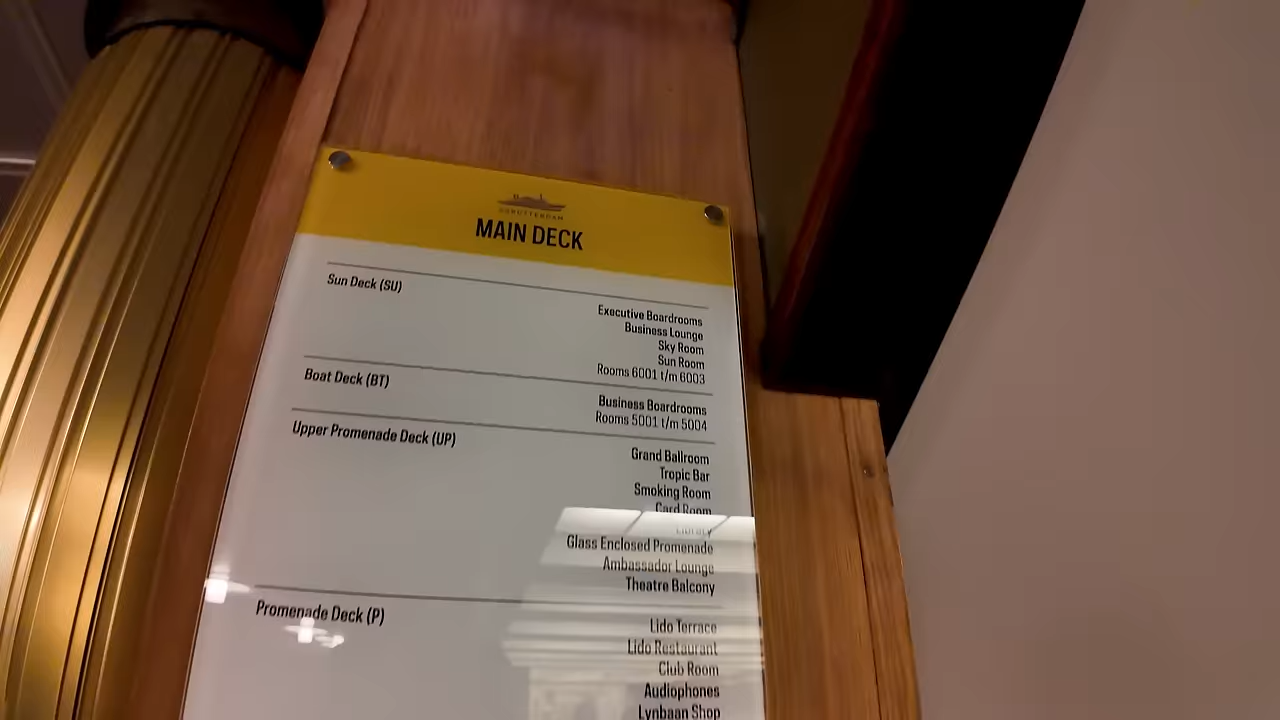 SSROTTERDAM
MAIN DECK
Sun Deck (SU)
Executive Boardrooms
Business Lounge
Sky Room
Sun Room
Rooms 6001 t/m 6003
Boat Deck (BT)
Business Boardrooms
Rooms 5001 t/m 5004
Upper Promenade Deck (UP)
Grand Ballroom
Tropic Bar
Smoking Room
Card Room
Library
Glass Enclosed Promenade
Ambassador Lounge
Theatre Balcony
Promenade Deck (P)
Lido Terrace
Lido Restaurant
Club Room
Audiophones
Lynbaan Shop